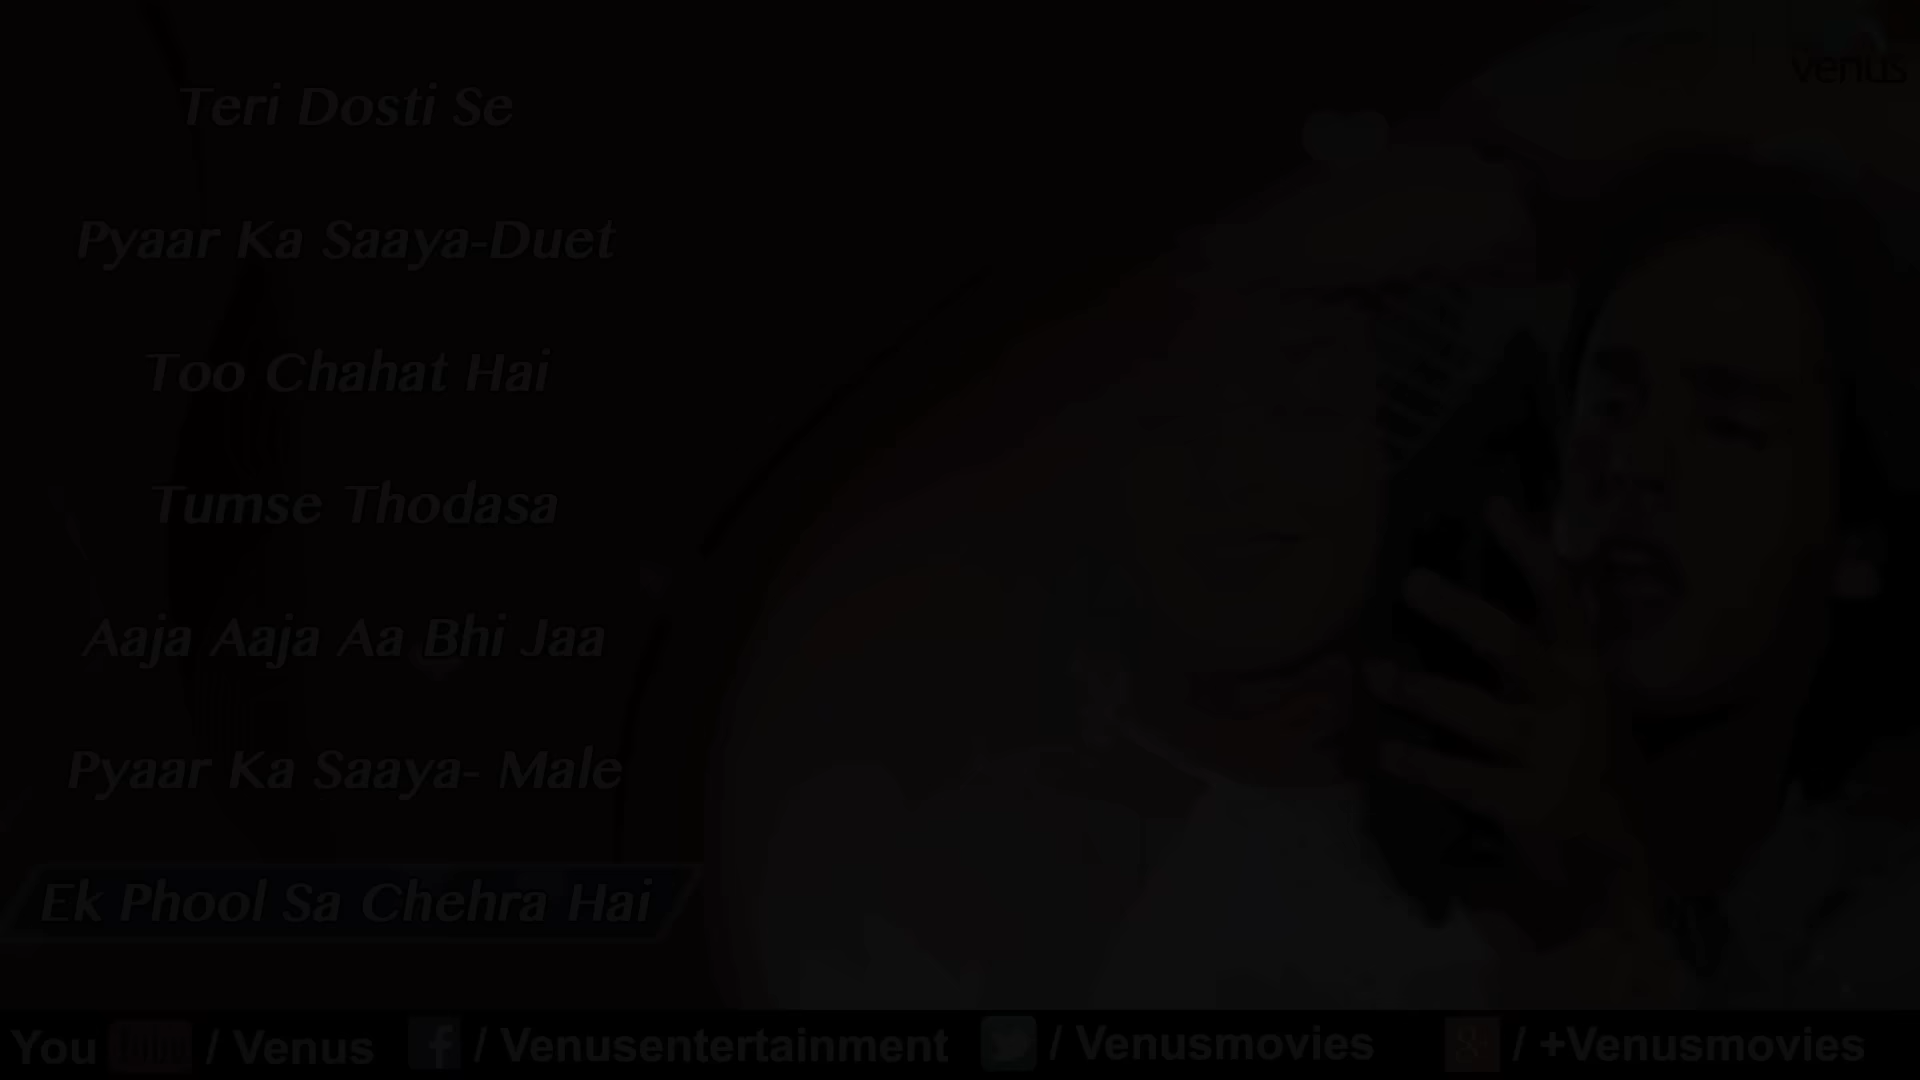 venus
Teri Dosti Se
Pyaar Ka Saaya-Duet
Too Chahat Hai
Tumse Thodasa
Aaja Aaja Aa Bhi Jaa
Pyaar Ka Saaya- Male
Ek Phool Sa Chehra Hai
You Tube / Venus f / Venusentertainment / Venusmovies g+ / +Venusmovies